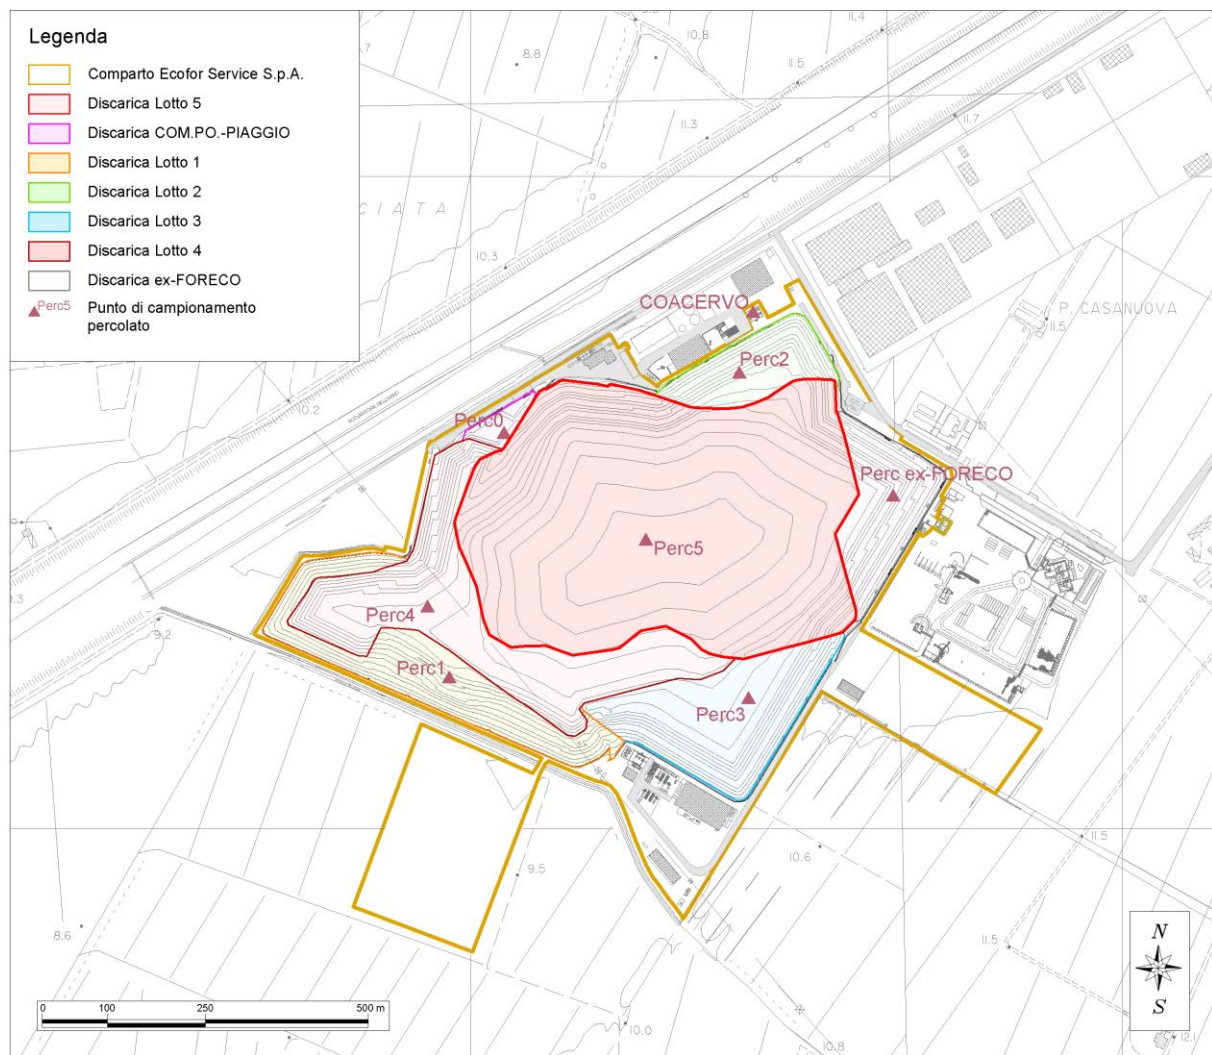 Legenda
Comparto Ecofor Service S.p.A.
Discarica Lotto 5
Discarica COM.PO.-PIAGGIO
Discarica Lotto 1
Discarica Lotto 2
Discarica Lotto 3
Discarica Lotto 4
Discarica ex-FORECO
Perc5 Punto di campionamento
percolato
10.8
8.8
11.4
11.5
11.3
11.7
CIATA
10.3
10.2
COACERVO
P. CASANUOVA
11.5
Perc2
Perc0
Perc ex-FORECO
Perc5
Perc4
9.2
Perc1
Perc3
10.6
11.5
9.5
8.6
11.5
10.0
10.8
12.1
N
S
0 100 250 500 m